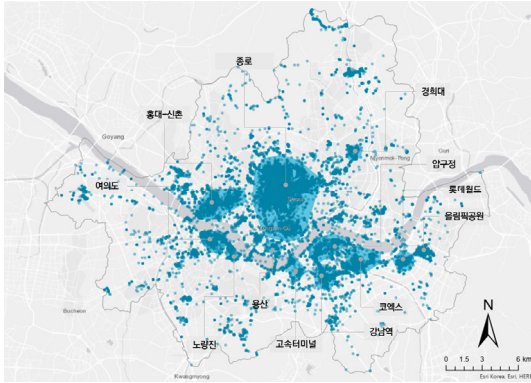 종로
경희대
홍대-신촌
Goyang
Guri
압구정
여의도
롯데월드
올림픽공원
Bucheon
용산
코엑스
N
노량진
고속터미널
강남역
0 1.5 3 6 km
Kwangmyong
Esri Korea, Esri, HERE